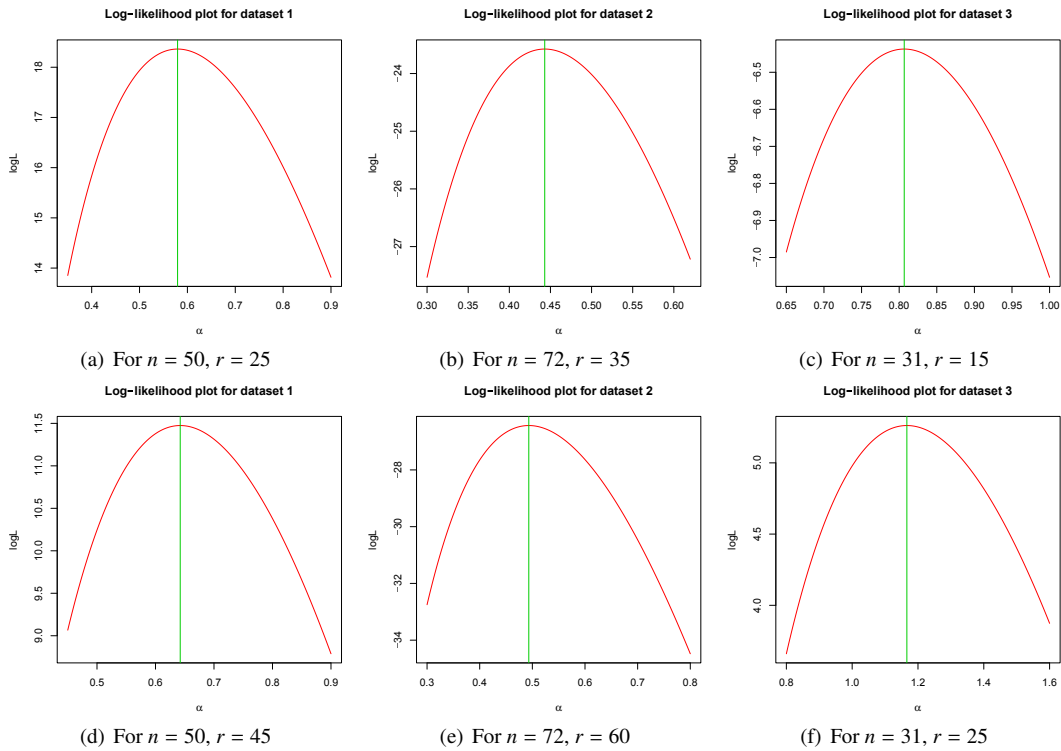 Log−likelihood plot for dataset 1
Log−likelihood plot for dataset 2
Log−likelihood plot for dataset 3
logL
14 15 16 17 18
0.4 0.5 0.6 0.7 0.8 0.9
α
logL
−27 −26 −25 −24
0.30 0.35 0.40 0.45 0.50 0.55 0.60
α
logL
−7.0 −6.9 −6.8 −6.7 −6.6 −6.5
0.65 0.70 0.75 0.80 0.85 0.90 0.95 1.00
α
(a) For n = 50, r = 25
(b) For n = 72, r = 35
(c) For n = 31, r = 15
Log−likelihood plot for dataset 1
Log−likelihood plot for dataset 2
Log−likelihood plot for dataset 3
logL
9.0 9.5 10.0 10.5 11.0 11.5
0.5 0.6 0.7 0.8 0.9
α
logL
−34 −32 −30 −28
0.3 0.4 0.5 0.6 0.7 0.8
α
logL
4.0 4.5 5.0
0.8 1.0 1.2 1.4 1.6
α
(d) For n = 50, r = 45
(e) For n = 72, r = 60
(f) For n = 31, r = 25